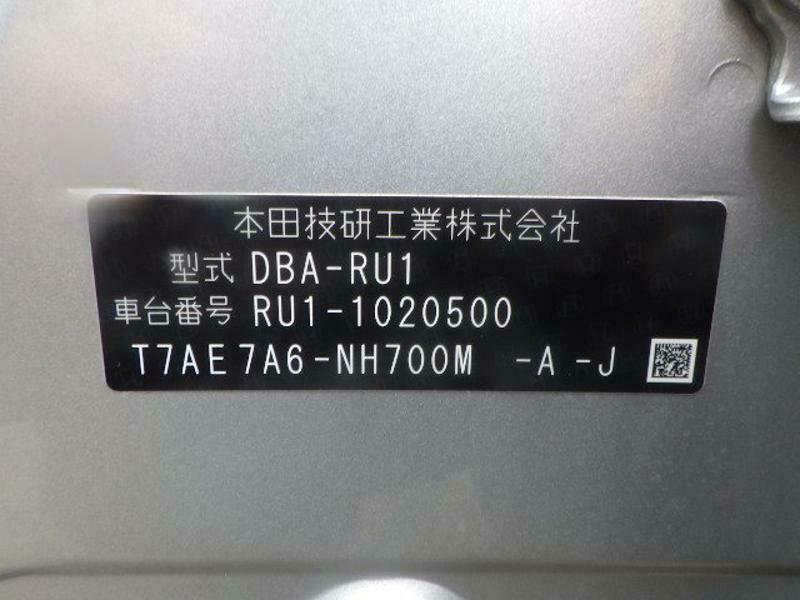 本田技研工業株式会社
型式 DBA-RU1
車台番号 RU1-1020500
T7AE7A6-NH700M -A -J